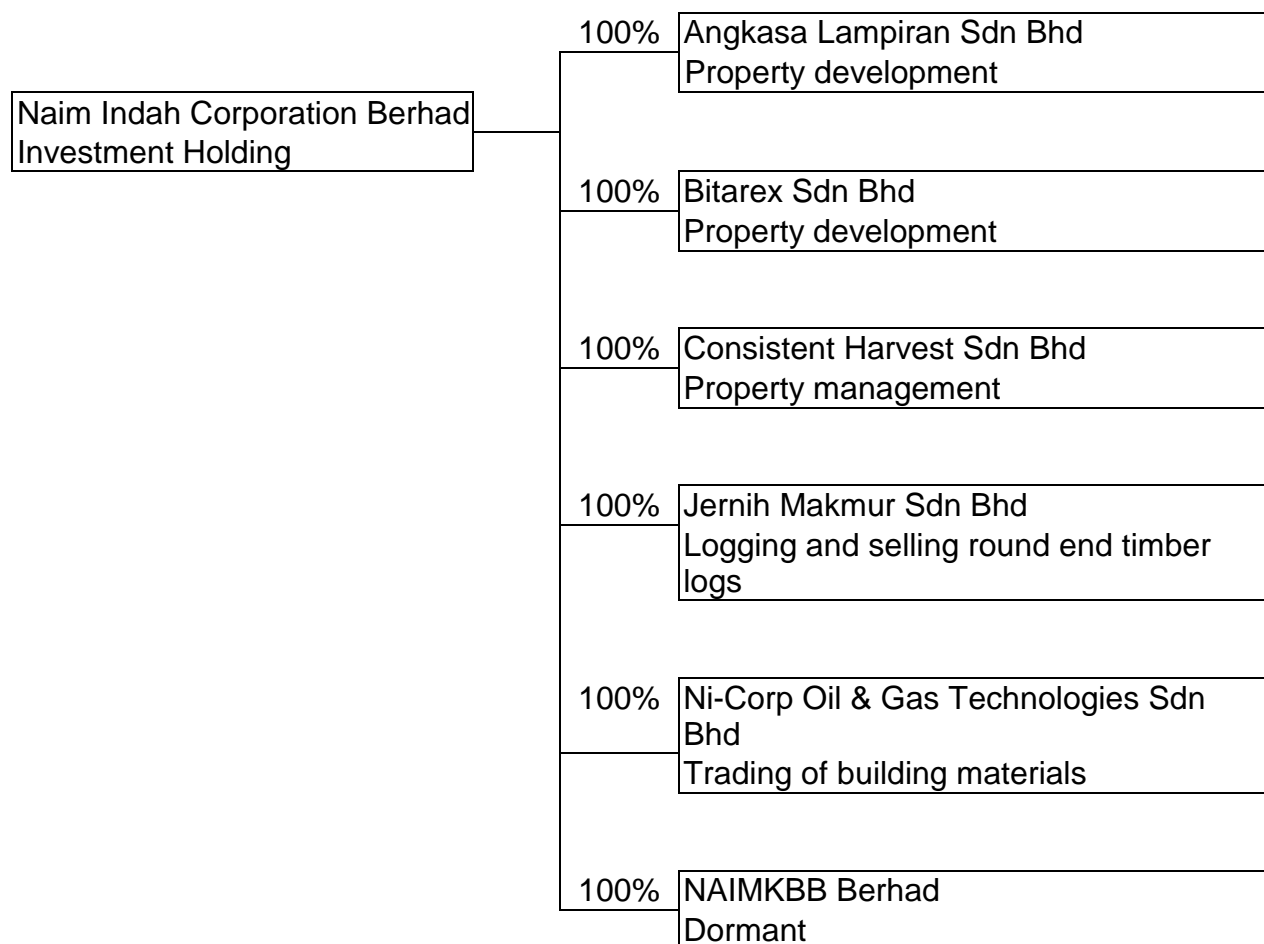 100%
Angkasa Lampiran Sdn Bhd
Property development
Naim Indah Corporation Berhad
Investment Holding
100%
Bitarex Sdn Bhd
Property development
100%
Consistent Harvest Sdn Bhd
Property management
100%
Jernih Makmur Sdn Bhd
Logging and selling round end timber
logs
100%
Ni-Corp Oil & Gas Technologies Sdn
Bhd
Trading of building materials
100%
NAIMKBB Berhad
Dormant